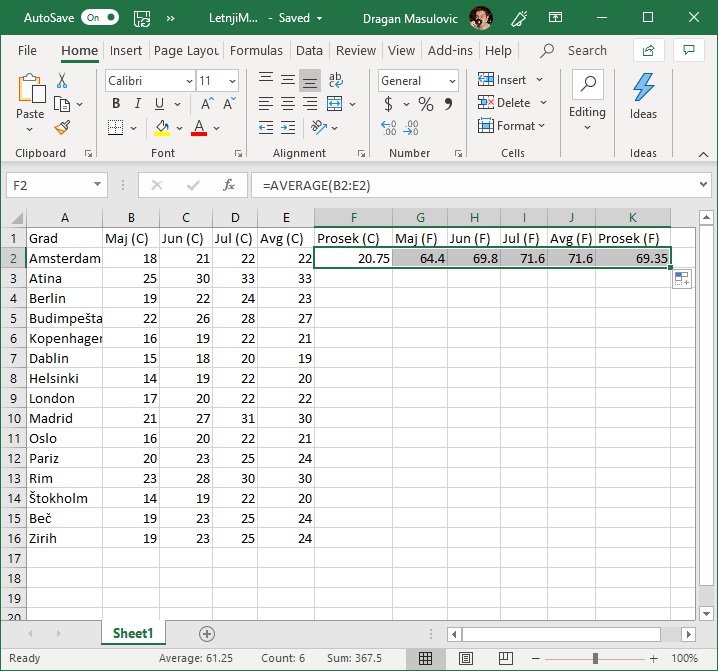 AutoSave On LetnjiM... - Saved Dragan Masulovic
File Home Insert Page Layou Formulas Data Review View Add-ins Help Search
Paste Calibri 11 ab General $ % 9 Insert Delete Format Editing Ideas
Clipboard Font Alignment Number Cells Ideas
F2 fx =AVERAGE(B2:E2)
A B C D E F G H I J K
1 Grad Maj (C) Jun (C) Jul (C) Avg (C) Prosek (C) Maj (F) Jun (F) Jul (F) Avg (F) Prosek (F)
2 Amsterdam 18 21 22 22 20.75 64.4 69.8 71.6 71.6 69.35
3 Atina 25 30 33 33
4 Berlin 19 22 24 23
5 Budimpešta 22 26 28 27
6 Kopenhagen 16 19 22 21
7 Dablin 15 18 20 19
8 Helsinki 14 19 22 20
9 London 17 20 22 22
10 Madrid 21 27 31 30
11 Oslo 16 20 22 21
12 Pariz 20 23 25 24
13 Rim 23 28 30 30
14 Štokholm 14 19 22 20
15 Beč 19 23 25 24
16 Zirih 19 23 25 24
17
18
19
20
Sheet1
Ready Average: 61.25 Count: 6 Sum: 367.5 100%